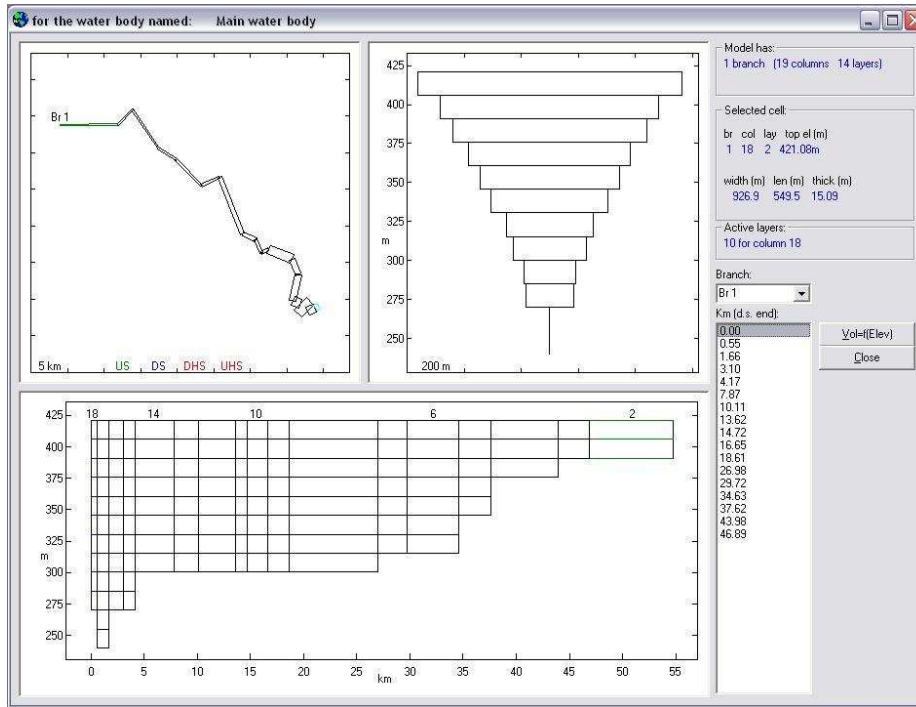 for the water body named: Main water body
Br 1
5 km US DS DHS UHS
425
400
375
350
325
m
300
275
250
200 m
Model has:
1 branch (19 columns 14 layers)
Selected cell:
br col lay top el (m)
1 18 2 421.08m
width (m) len (m) thick (m)
926.9 549.5 15.09
Active layers:
10 for column 18
Branch:
Br 1
Km (d.s. end):
0.00
0.55
1.66
3.10
4.17
7.87
10.11
13.62
14.72
16.65
18.61
26.98
29.72
34.63
37.62
43.98
46.89
Vol=f(Elev)
Close
18 14 10 6 2
425
400
375
350
325
m
300
275
250
0 5 10 15 20 25 30 35 40 45 50 55
km